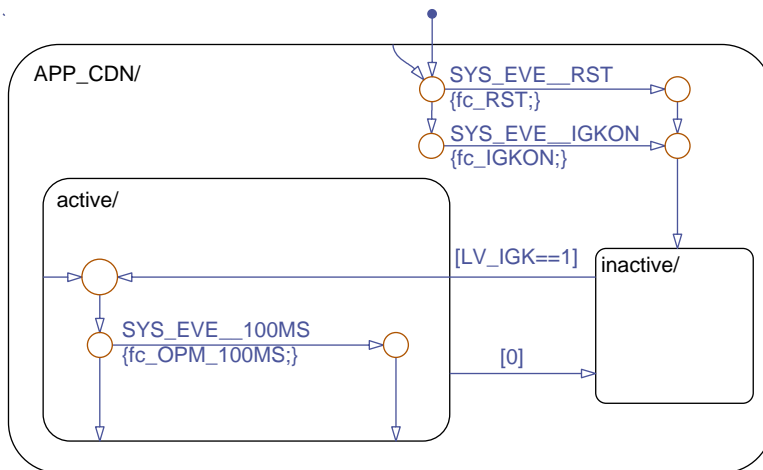 APP_CDN/
SYS_EVE__RST
{fc_RST;}
SYS_EVE__IGKON
{fc_IGKON;}
active/
[LV_IGK==1]
inactive/
SYS_EVE__100MS
{fc_OPM_100MS;}
[0]